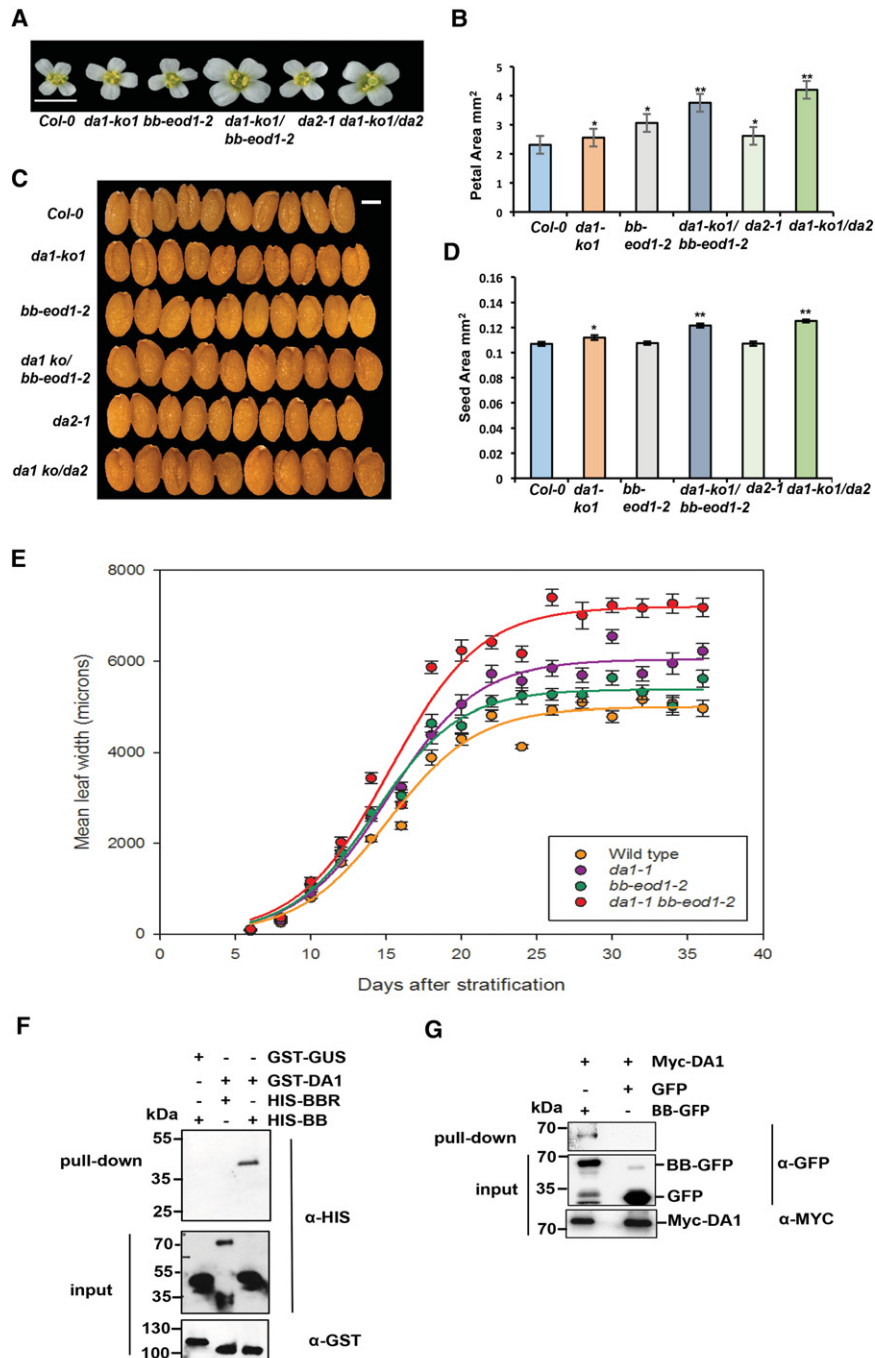 A
Col-0 da1-ko1 bb-eod1-2 da1-ko1/ da2-1 da1-ko1/da2
bb-eod1-2
B
Petal Area mm2
5
4
3
2
1
0
*
*
**
*
**
Col-0 da1- bb- da1-ko1/ da2-1 da1-ko1/da2
ko1 eod1-2 bb-eod1-2
C
Col-0
da1-ko1
bb-eod1-2
da1 ko/
bb-eod1-2
da2-1
da1 ko/da2
D
Seed Area mm2
0.16
0.14
0.12
0.1
0.08
0.06
0.04
0.02
0
*
**
**
Col-0 da1- bb- da1-ko1/ da2-1 da1-ko1/da2
ko1 eod1-2 bb-eod1-2
E
Mean leaf width (microns)
8000
6000
4000
2000
0
0 5 10 15 20 25 30 35 40
Days after stratification
Wild type
da1-1
bb-eod1-2
da1-1 bb-eod1-2
F
+ - - GST-GUS
- + + GST-DA1
- + - HIS-BBR
kDa + - + HIS-BB
55
pull-down
35
25
α-HIS
70
input
55
35
130
α-GST
100
G
+ + Myc-DA1
- + GFP
kDa + - BB-GFP
pull-down 70
70 BB-GFP α-GFP
input
35 GFP
70 Myc-DA1 α-MYC